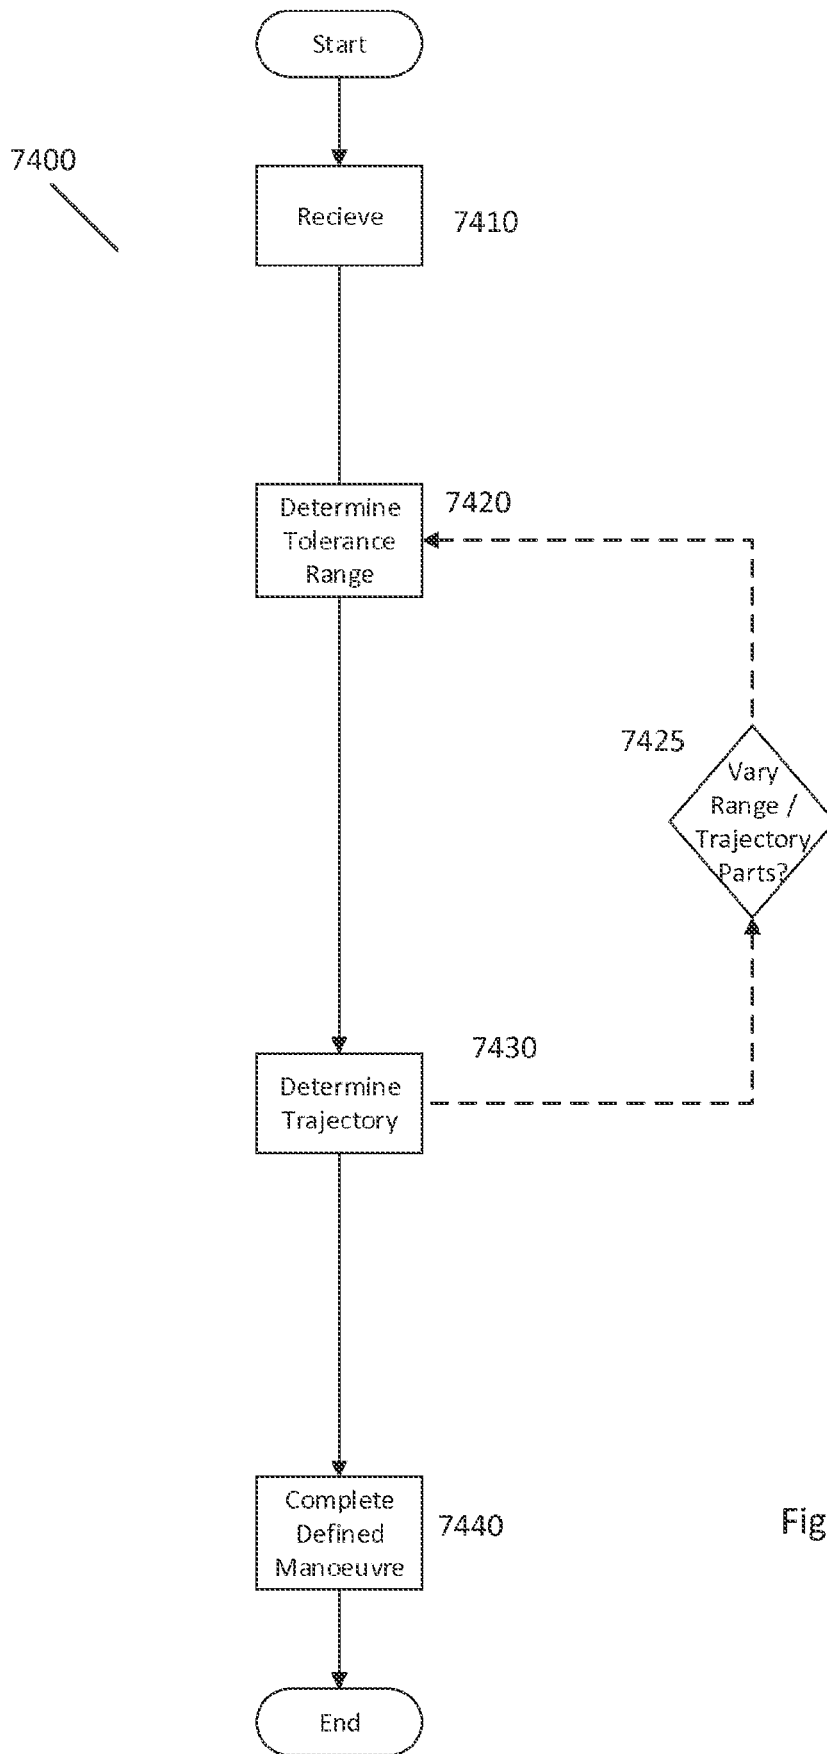 Start
7400
Recieve
7410
Determine
Tolerance
Range
7420
7425
Vary
Range /
Trajectory
Parts?
7430
Determine
Trajectory
Complete
Defined
Manoeuvre
7440
Fig
End